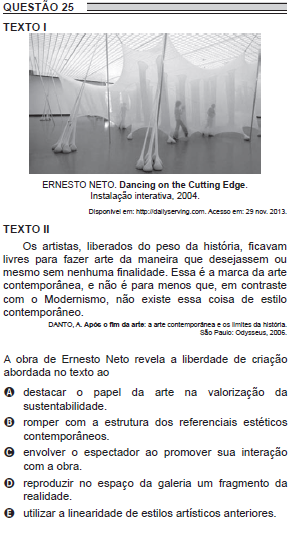 QUESTÃO 25
TEXTO I
ERNESTO NETO. Dancing on the Cutting Edge.
Instalação interativa, 2004.
Disponível em: http://dailyserving.com. Acesso em: 29 nov. 2013.
TEXTO II
Os artistas, liberados do peso da história, ficavam
livres para fazer arte da maneira que desejassem ou
mesmo sem nenhuma finalidade. Essa é a marca da arte
contemporânea, e não é para menos que, em contraste
com o Modernismo, não existe essa coisa de estilo
contemporâneo.
DANTO, A. Após o fim da arte: a arte contemporânea e os limites da história.
São Paulo: Odysseus, 2006.
A obra de Ernesto Neto revela a liberdade de criação
abordada no texto ao
A destacar o papel da arte na valorização da
sustentabilidade.
B romper com a estrutura dos referenciais estéticos
contemporâneos.
C envolver o espectador ao promover sua interação
com a obra.
D reproduzir no espaço da galeria um fragmento da
realidade.
E utilizar a linearidade de estilos artísticos anteriores.